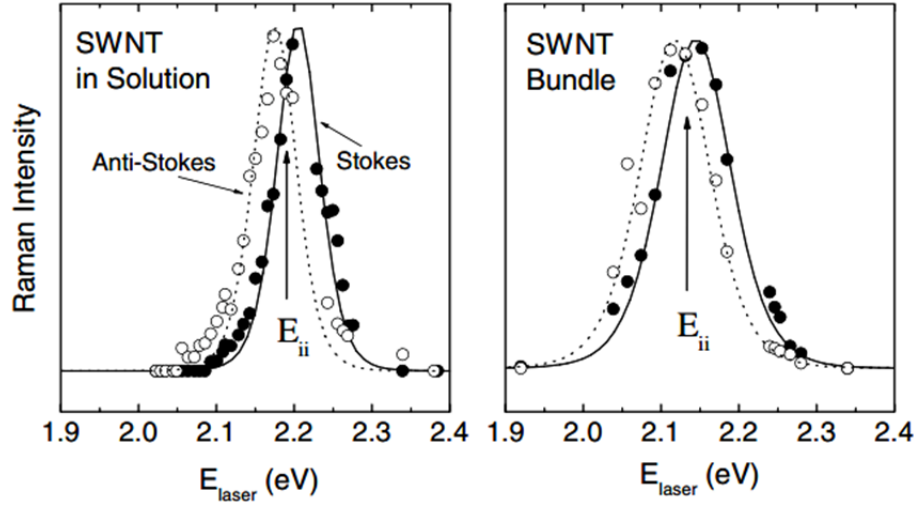 SWNT
in Solution
Anti-Stokes
Stokes
E_ii
1.9 2.0 2.1 2.2 2.3 2.4
E_laser (eV)
Raman Intensity
SWNT
Bundle
E_ii
1.9 2.0 2.1 2.2 2.3 2.4
E_laser (eV)